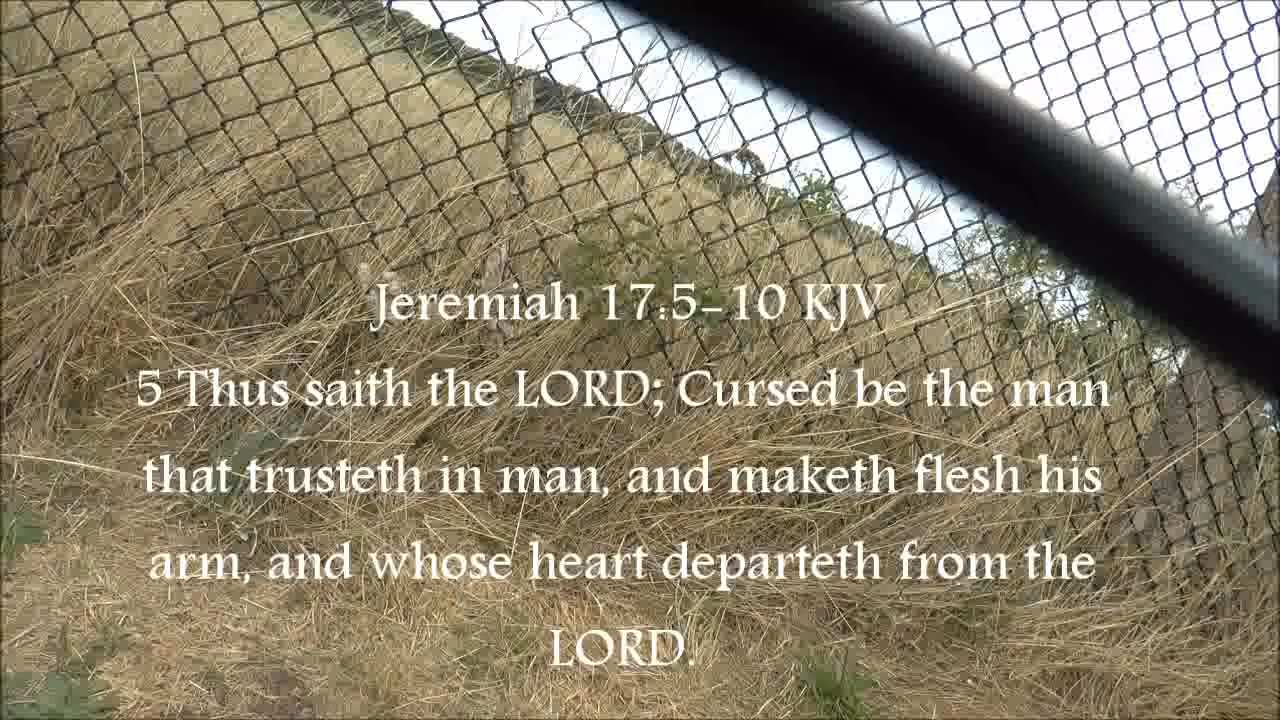 Jeremiah 17:5-10 KJV
5 Thus saith the LORD; Cursed be the man
that trusteth in man, and maketh flesh his
arm, and whose heart departeth from the
LORD.